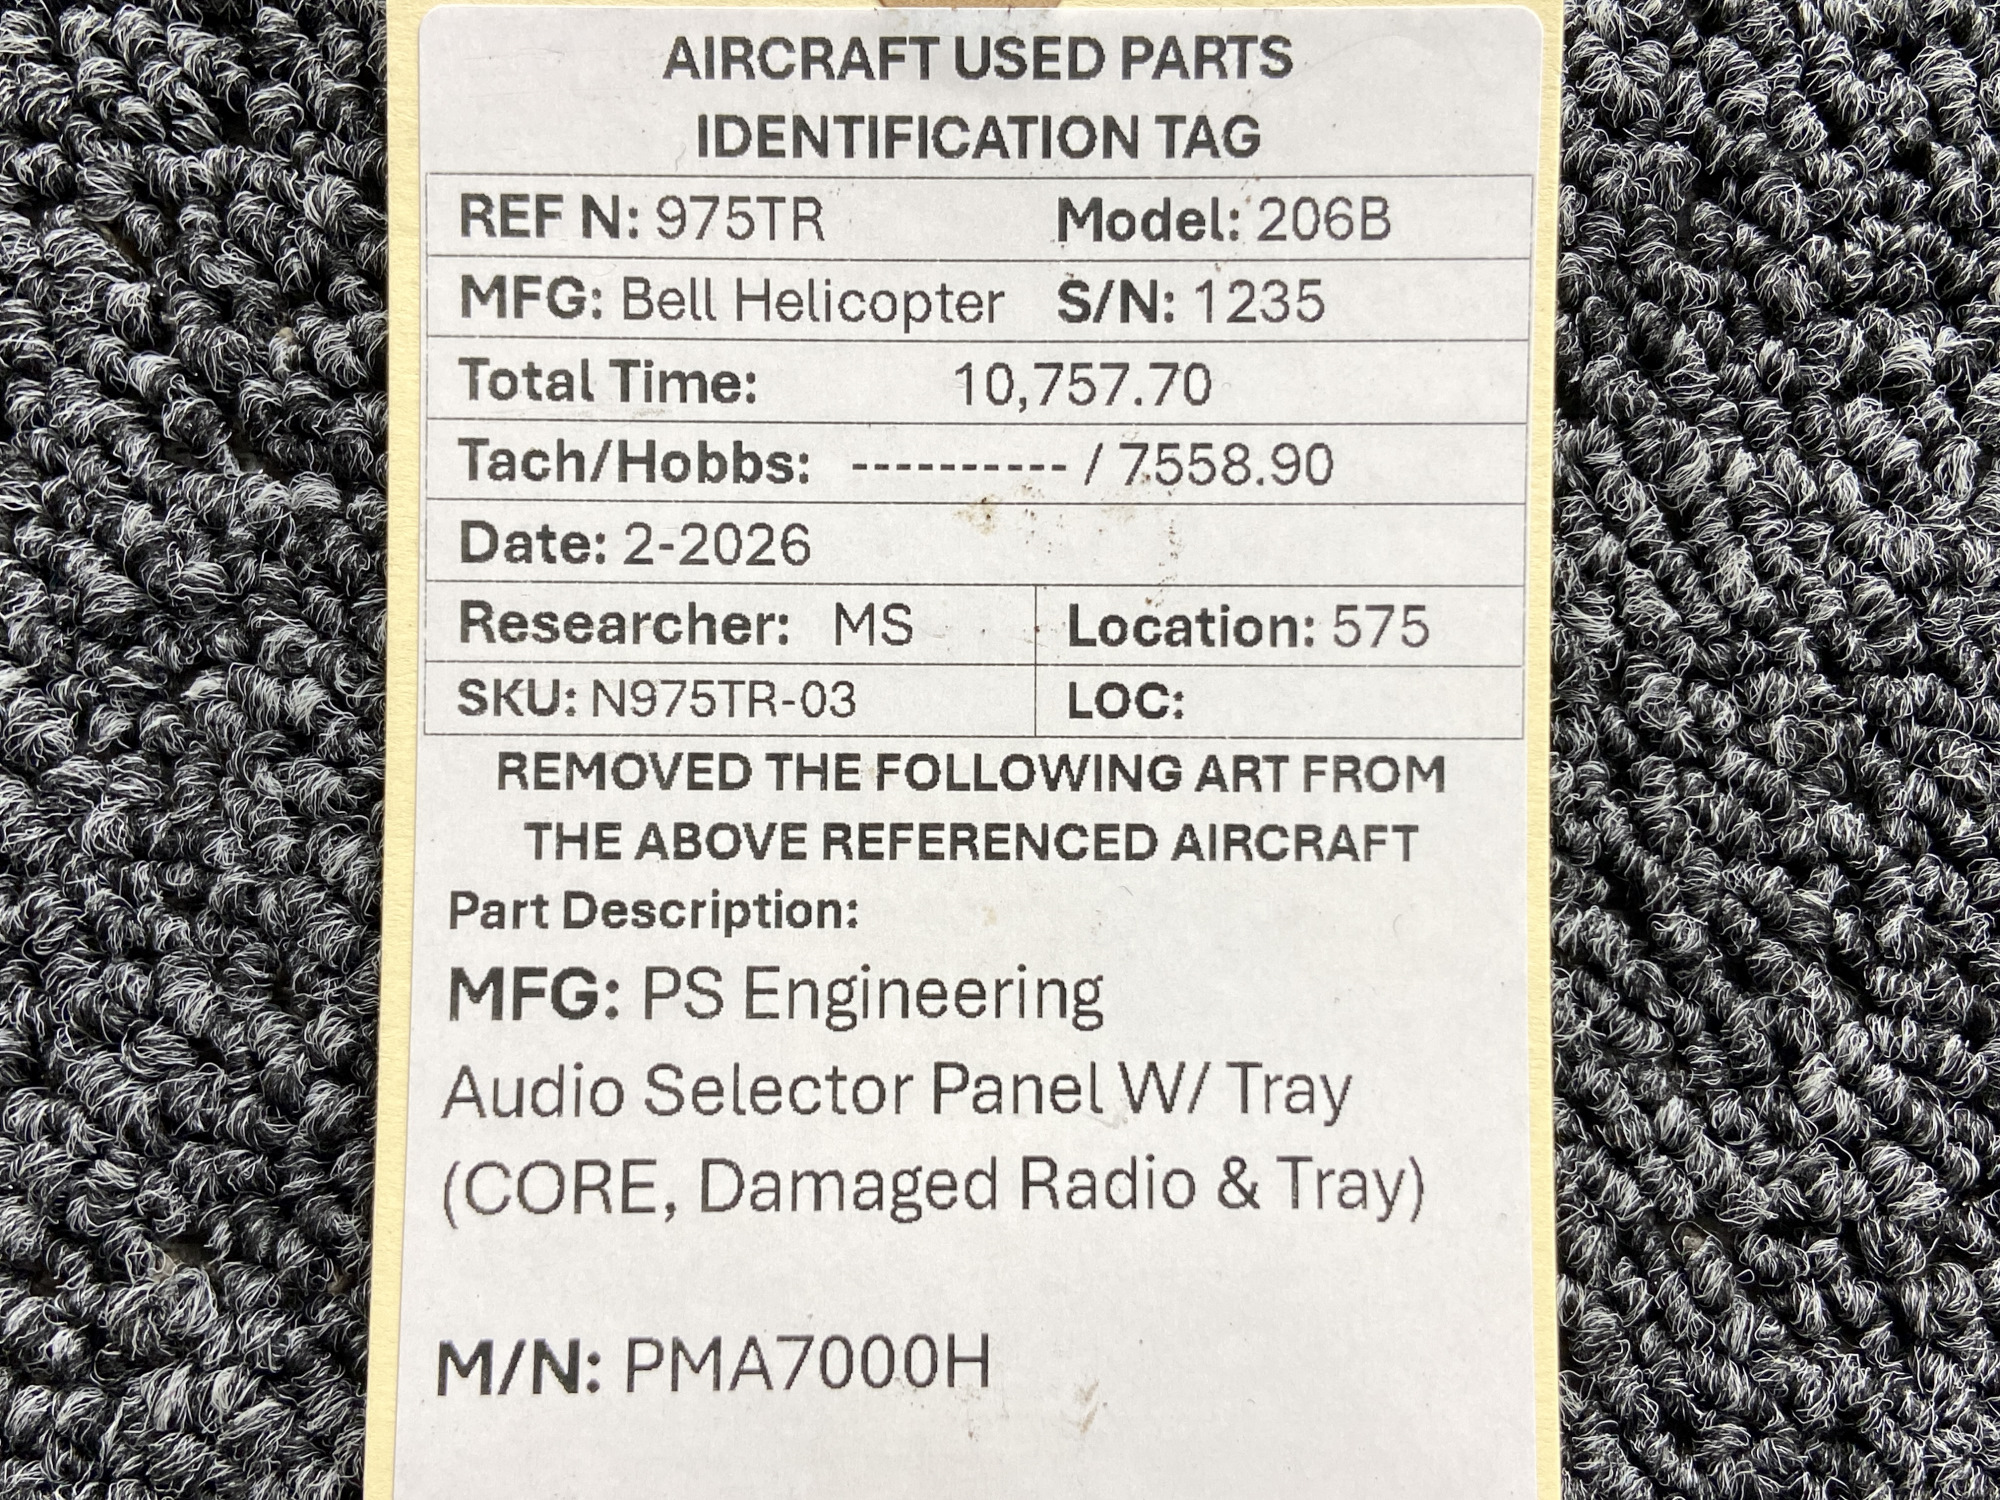 AIRCRAFT USED PARTS
IDENTIFICATION TAG
REF N: 975TR Model: 206B
MFG: Bell Helicopter S/N: 1235
Total Time: 10,757.70
Tach/Hobbs: ---------- / 7558.90
Date: 2-2026
Researcher: MS Location: 575
SKU: N975TR-03 LOC:
REMOVED THE FOLLOWING ART FROM
THE ABOVE REFERENCED AIRCRAFT
Part Description:
MFG: PS Engineering
Audio Selector Panel W/ Tray
(CORE, Damaged Radio & Tray)
M/N: PMA7000H